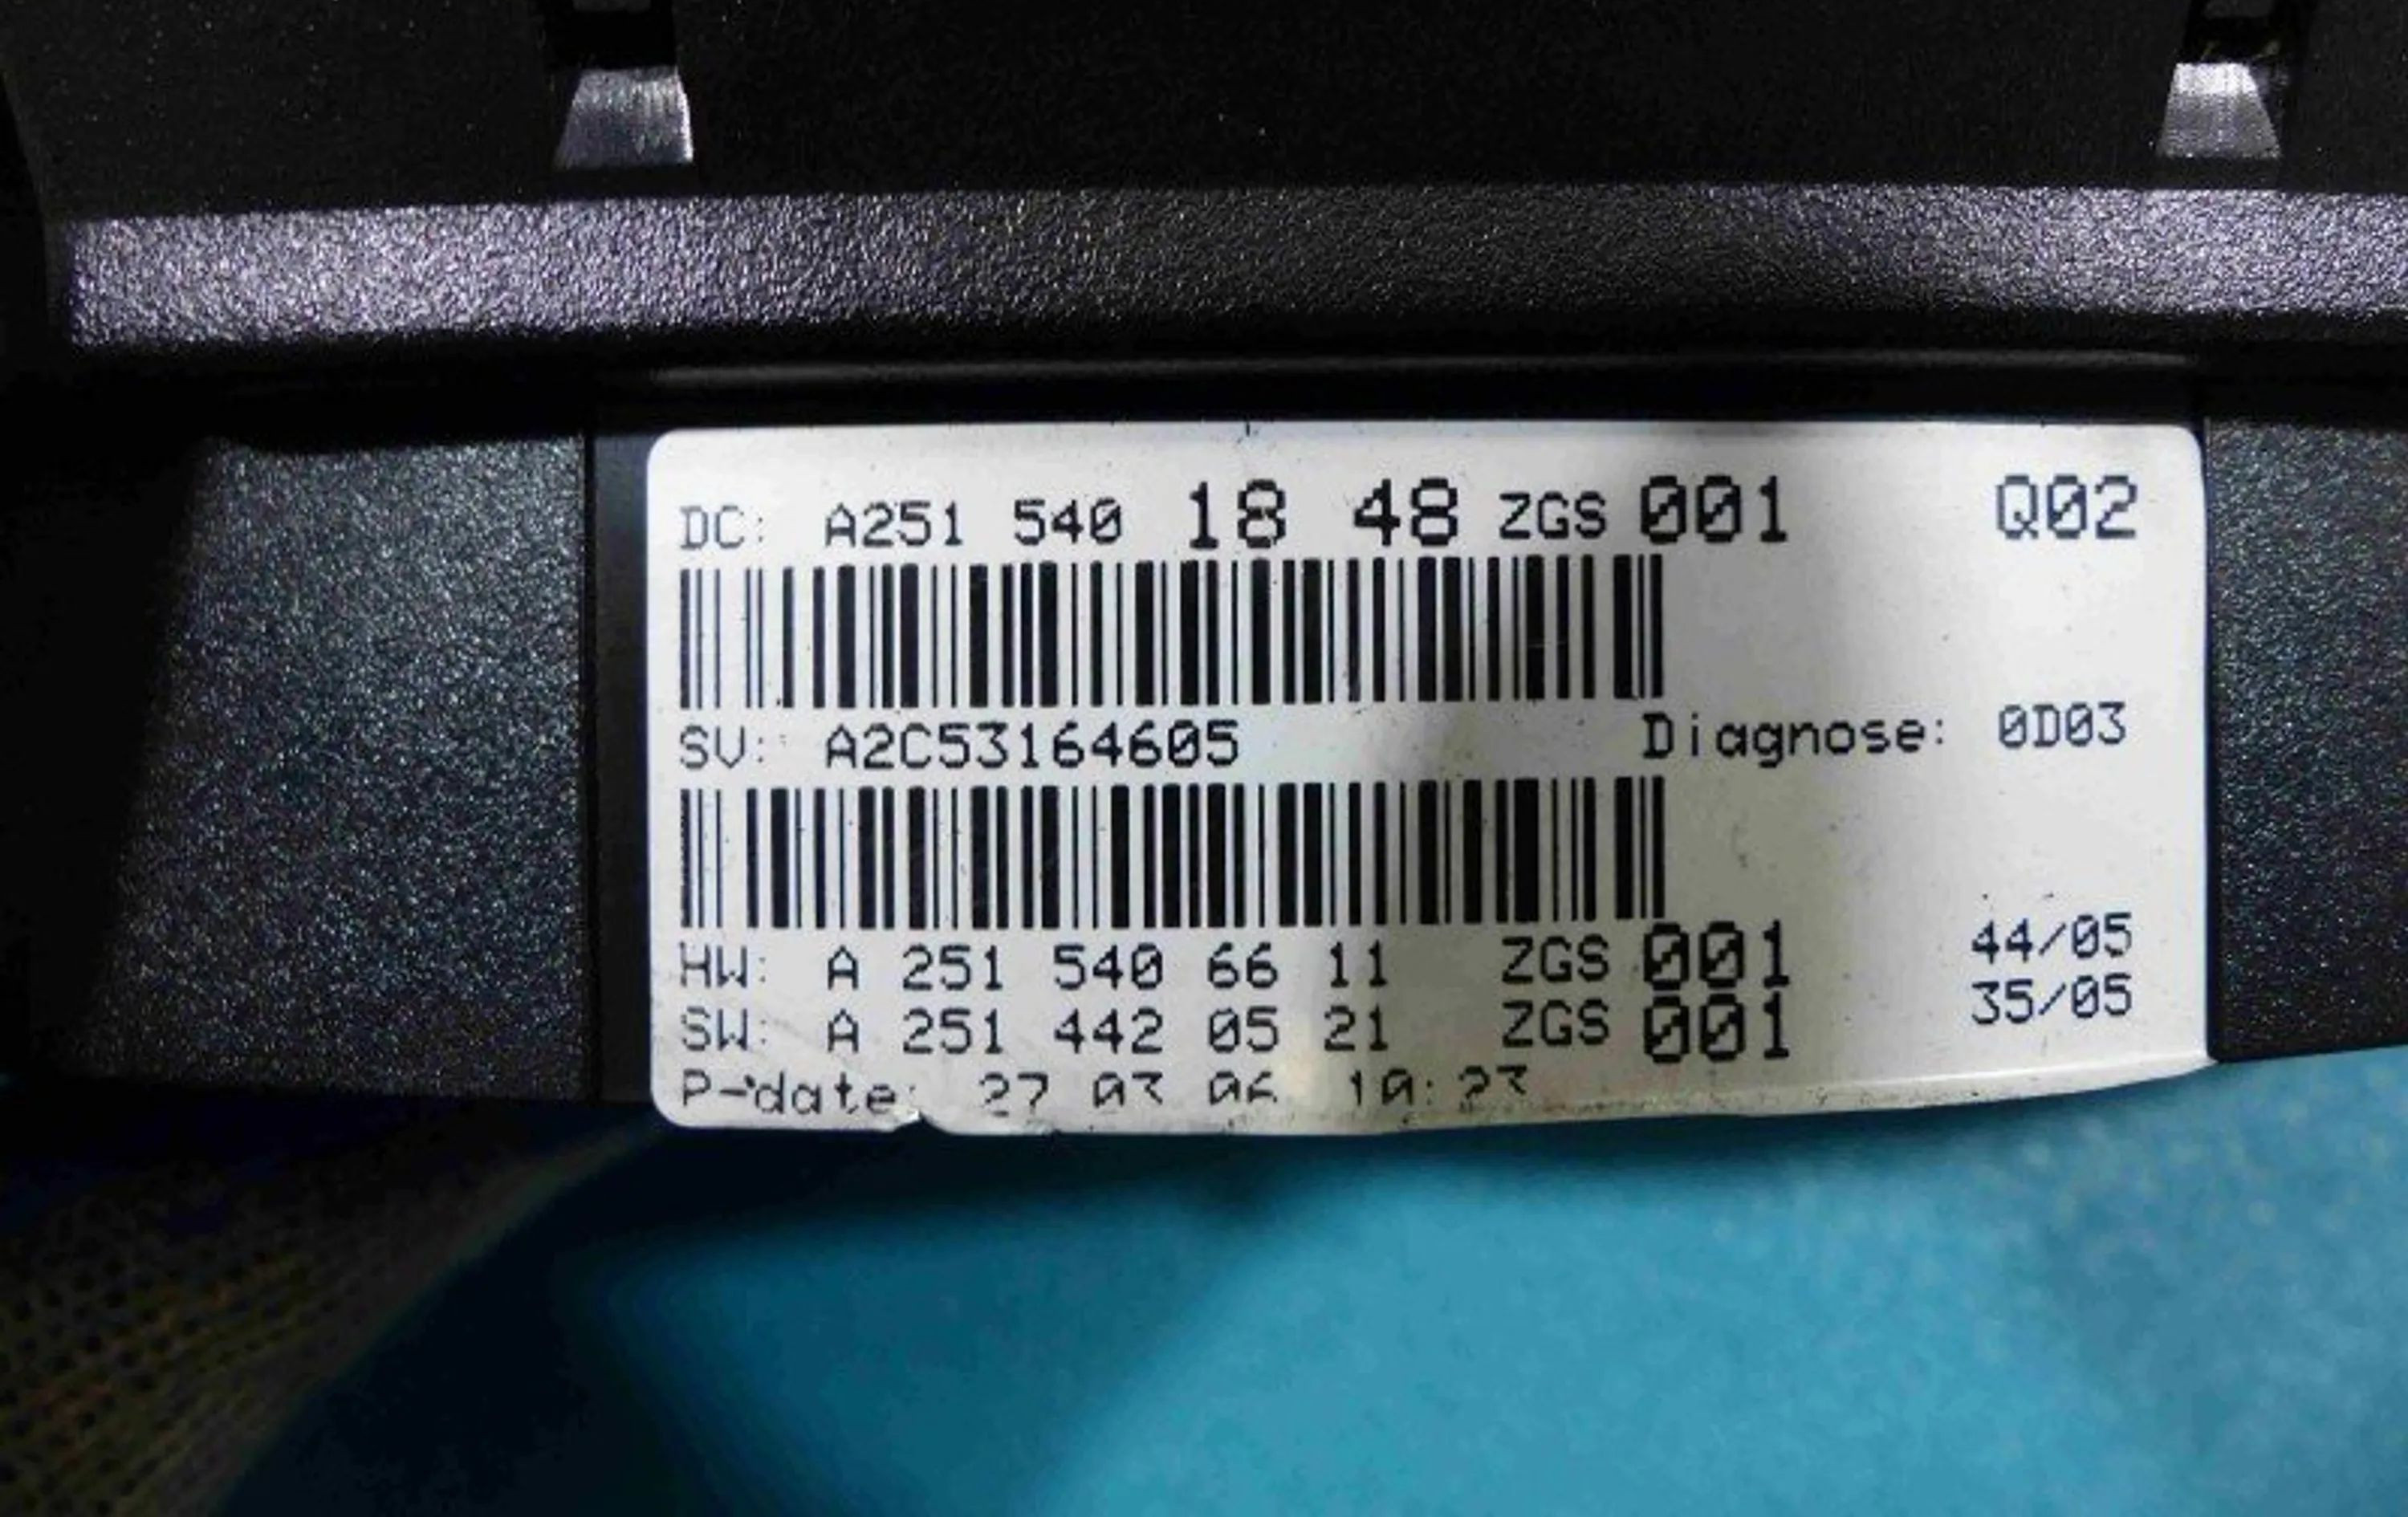 DC: A251 540 18 48 ZGS 001 Q02
SV: A2C53164605 Diagnose: 0D03
HW: A 251 540 66 11 ZGS 001 44/05
SW: A 251 442 05 21 ZGS 001 35/05
P-date: 27 03 06 10:23